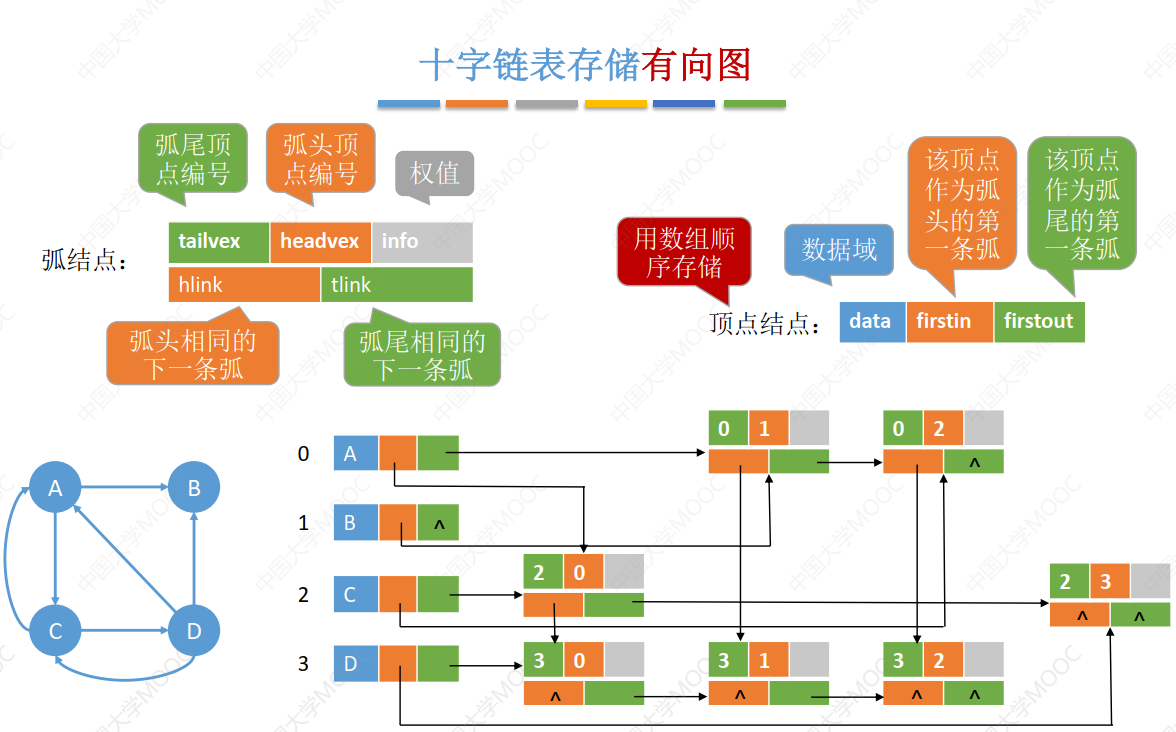 十字链表存储有向图
弧尾顶
点编号
弧头顶
点编号
权值
弧结点：
tailvex headvex info
hlink tlink
弧头相同的
下一条弧
弧尾相同的
下一条弧
用数组顺
序存储
数据域
该顶点
作为弧
头的第
一条弧
该顶点
作为弧
尾的第
一条弧
顶点结点：
data firstin firstout
A B
C D
0 A
1 B ^
2 C
3 D
0 1
0 2
^
2 0
2 3
^ ^
3 0
^
3 1
^
3 2
^ ^
中国大学MOOC